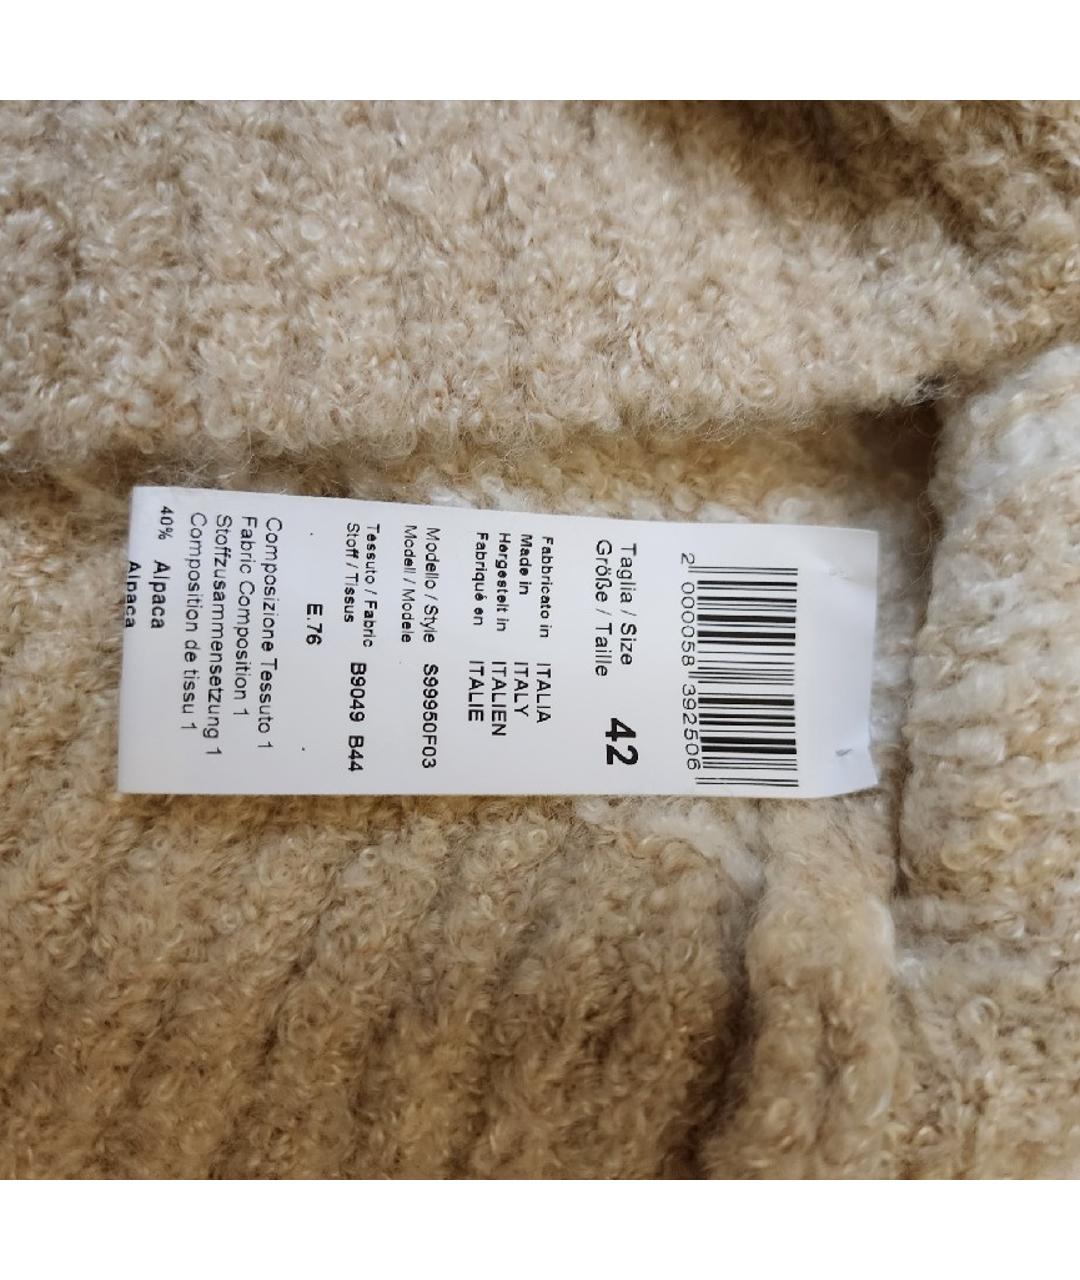 2 000058 392506
Taglia / Size
Größe / Taille 42
Fabbricato in ITALIA
Made in ITALY
Hergestelt in ITALIEN
Fabriqué en ITALIE
Modello / Style S99950F03
Modell / Modele
Tessuto / Fabric B9049 B44
Stoff / Tissus
E.76
Composizione Tessuto 1
Fabric Composition 1
Stoffzusammensetzung 1
Composition de tissu 1
40% Alpaca
Alpaca